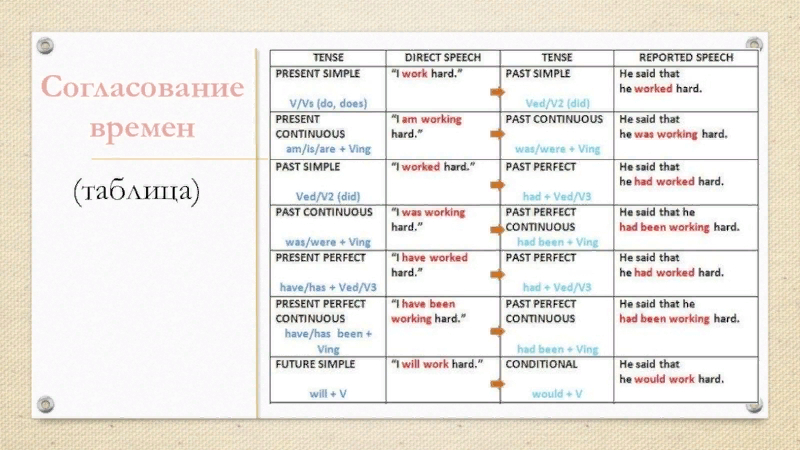 Согласование
времен
(таблица)
TENSE DIRECT SPEECH TENSE REPORTED SPEECH
PRESENT SIMPLE "I work hard." PAST SIMPLE He said that
he worked hard.
V/Vs (do, does) Ved/V2 (did)
PRESENT "I am working PAST CONTINUOUS He said that
CONTINUOUS hard." he was working hard.
am/is/are + Ving was/were + Ving
PAST SIMPLE "I worked hard." PAST PERFECT He said that
he had worked hard.
Ved/V2 (did) had + Ved/V3
PAST CONTINUOUS "I was working PAST PERFECT He said that he
hard." CONTINUOUS had been working hard.
was/were + Ving had been + Ving
PRESENT PERFECT "I have worked PAST PERFECT He said that
hard." he had worked hard.
have/has + Ved/V3 had + Ved/V3
PRESENT PERFECT "I have been PAST PERFECT He said that he
CONTINUOUS working hard." CONTINUOUS had been working hard.
have/has been +
Ving had been + Ving
FUTURE SIMPLE "I will work hard." CONDITIONAL He said that
he would work hard.
will + V would + V